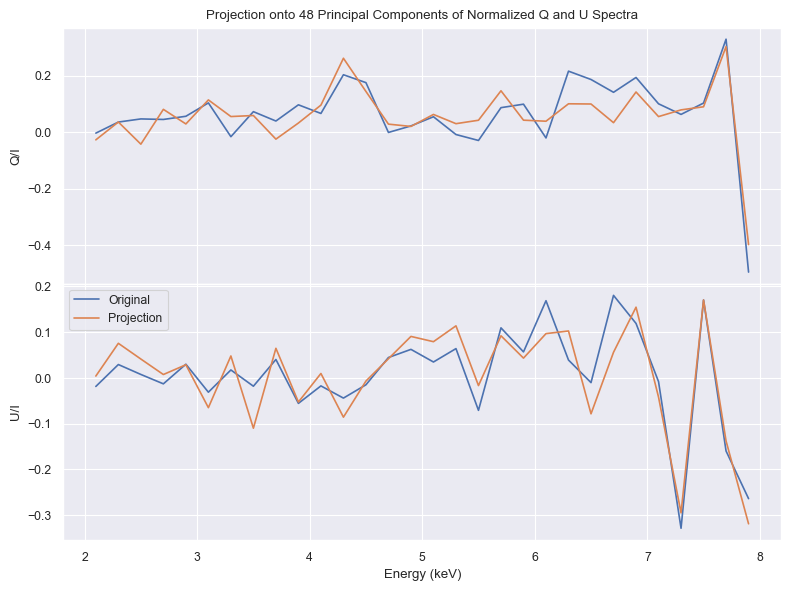 Projection onto 48 Principal Components of Normalized Q and U Spectra
0.2
0.0
−0.2
−0.4
Q/I
0.2
0.1
0.0
−0.1
−0.2
−0.3
U/I
Original
Projection
2 3 4 5 6 7 8
Energy (keV)